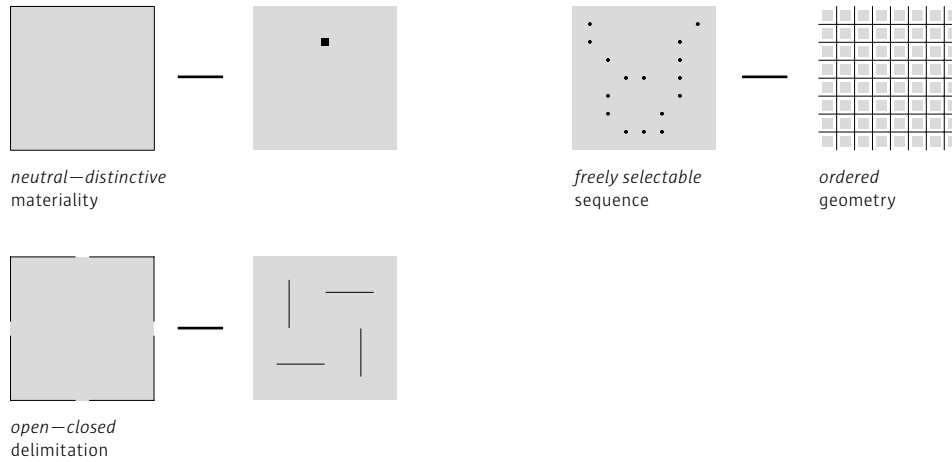 neutral—distinctive
materiality
freely selectable
sequence
ordered
geometry
open—closed
delimitation